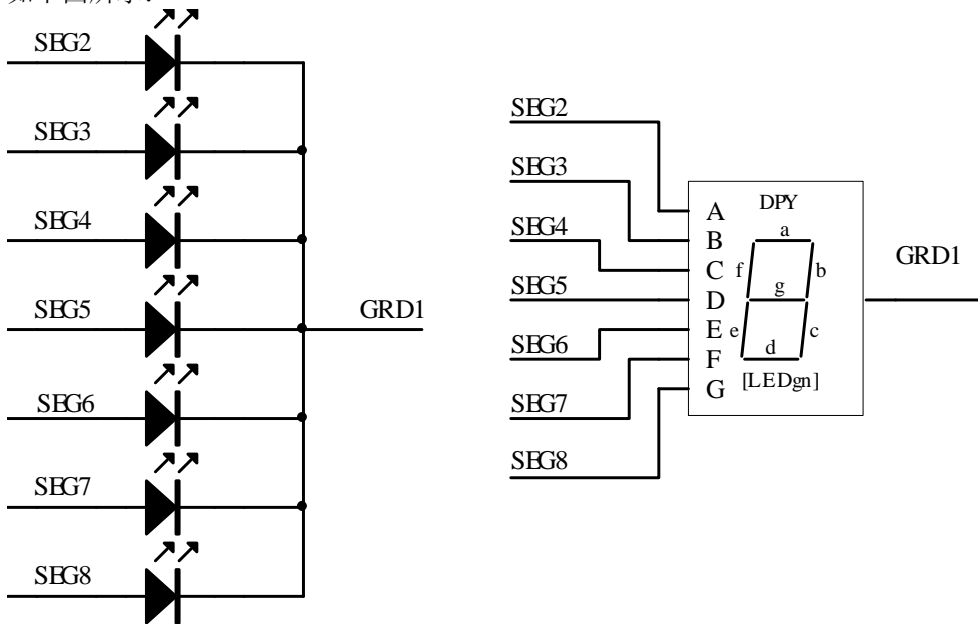 SEG2
SEG3
SEG4
SEG5
SEG6
SEG7
SEG8
GRD1
SEG2
SEG3
SEG4
SEG5
SEG6
SEG7
SEG8
A
B
C
D
E
F
G
DPY
a
f
b
g
e
c
d
[LEDgn]
GRD1